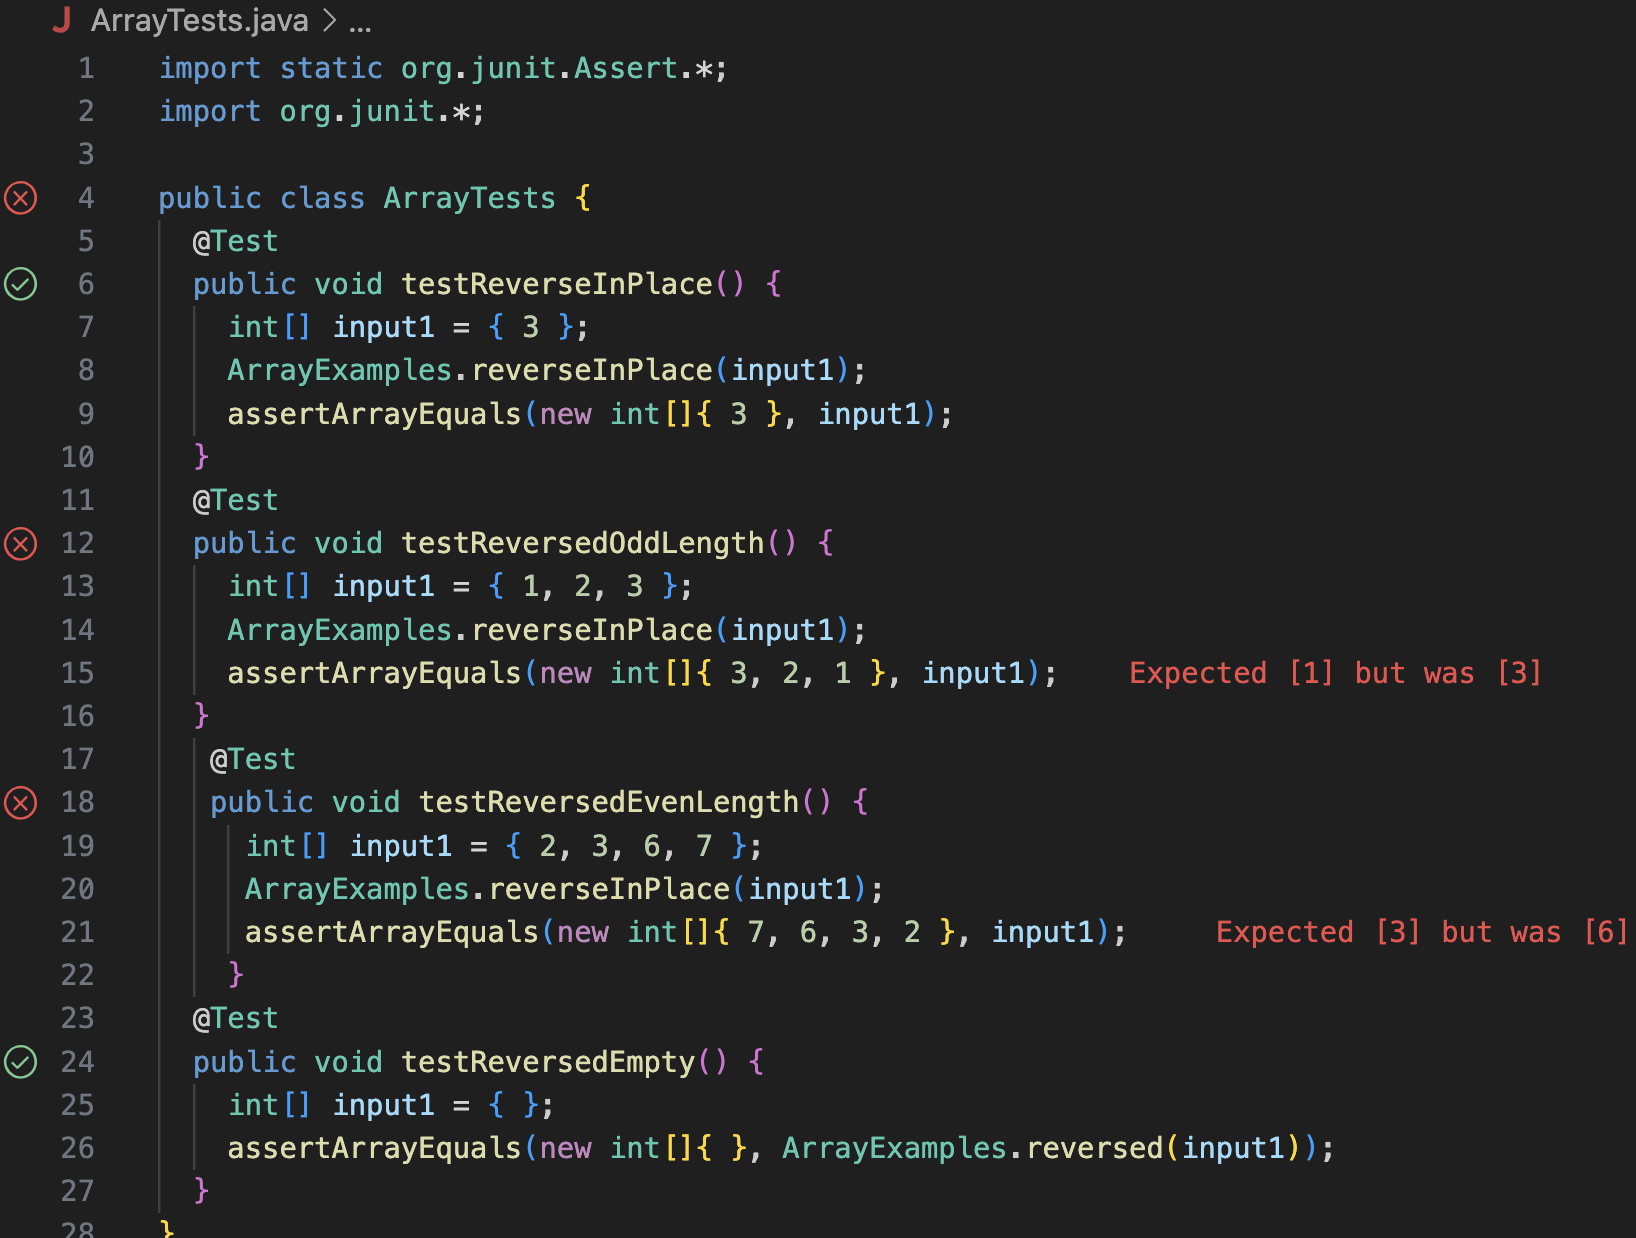 J ArrayTests.java > ...
1 import static org.junit.Assert.*;
2 import org.junit.*;
3
4 public class ArrayTests {
5 @Test
6 public void testReverseInPlace() {
7 int[] input1 = { 3 };
8 ArrayExamples.reverseInPlace(input1);
9 assertArrayEquals(new int[]{ 3 }, input1);
10 }
11 @Test
12 public void testReversedOddLength() {
13 int[] input1 = { 1, 2, 3 };
14 ArrayExamples.reverseInPlace(input1);
15 assertArrayEquals(new int[]{ 3, 2, 1 }, input1); Expected [1] but was [3]
16 }
17 @Test
18 public void testReversedEvenLength() {
19 int[] input1 = { 2, 3, 6, 7 };
20 ArrayExamples.reverseInPlace(input1);
21 assertArrayEquals(new int[]{ 7, 6, 3, 2 }, input1); Expected [3] but was [6]
22 }
23 @Test
24 public void testReversedEmpty() {
25 int[] input1 = { };
26 assertArrayEquals(new int[]{ }, ArrayExamples.reversed(input1));
27 }
28 }